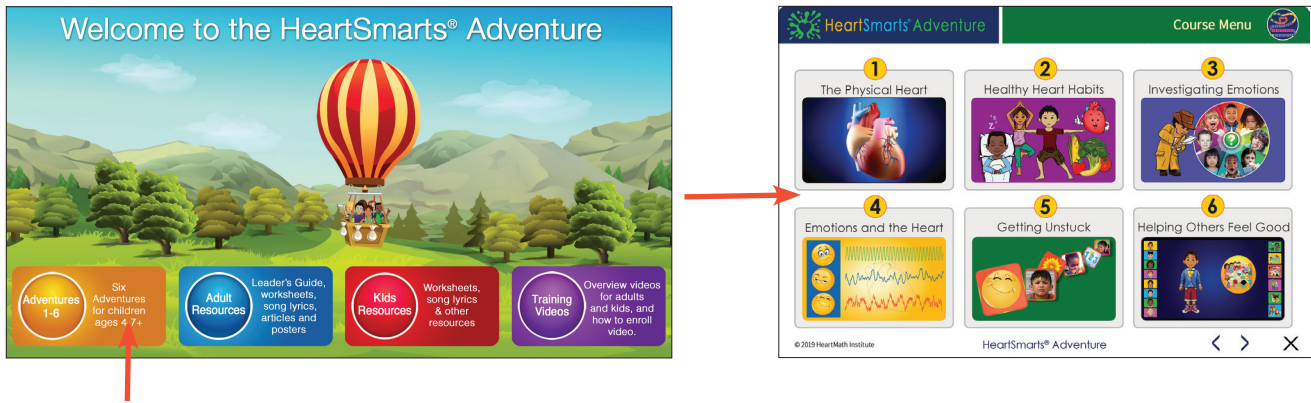 Welcome to the HeartSmarts® Adventure
Adventures
1-6
Six
Adventures
for children
ages 4-7+
Adult
Resources
Leader's Guide,
worksheets,
song lyrics,
articles and
posters
KIds
Resources
Worksheets,
song lyrics
& other
resources
Training
Videos
Overview videos
for adults
and kids, and
how to enroll
video.
HeartSmarts® Adventure
Course Menu
1
The Physical Heart
2
Healthy Heart Habits
z z z
3
Investigating Emotions
?
4
Emotions and the Heart
5
Getting Unstuck
6
Helping Others Feel Good
© 2019 HeartMath Institute
HeartSmarts® Adventure